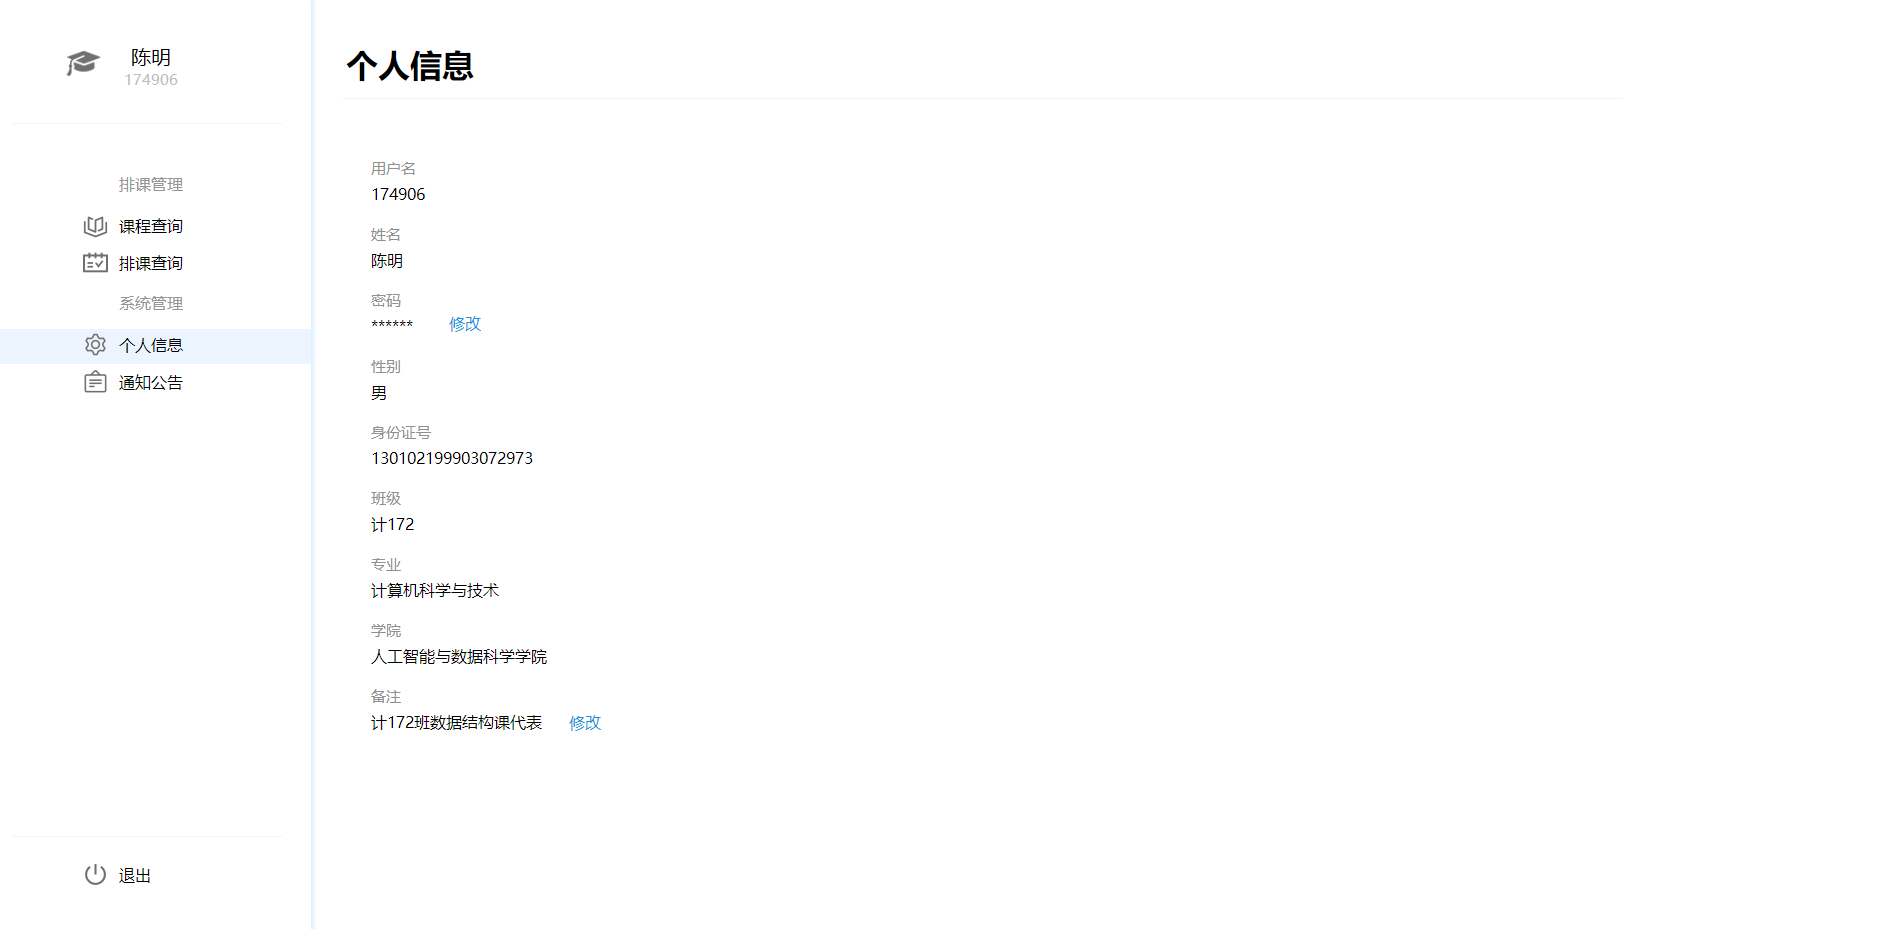 陈明
174906
排课管理
课程查询
排课查询
系统管理
个人信息
通知公告
退出
个人信息
用户名
174906
姓名
陈明
密码
****** 修改
性别
男
身份证号
130102199903072973
班级
计172
专业
计算机科学与技术
学院
人工智能与数据科学学院
备注
计172班数据结构课代表 修改